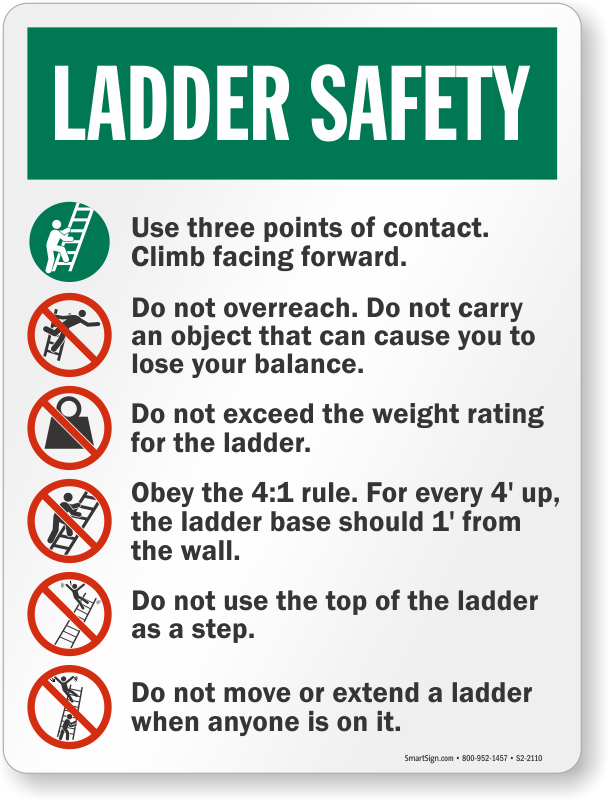 LADDER SAFETY
Use three points of contact.
Climb facing forward.
Do not overreach. Do not carry
an object that can cause you to
lose your balance.
Do not exceed the weight rating
for the ladder.
Obey the 4:1 rule. For every 4' up,
the ladder base should 1' from
the wall.
Do not use the top of the ladder
as a step.
Do not move or extend a ladder
when anyone is on it.
SmartSign.com • 800-952-1457 • S2-2110